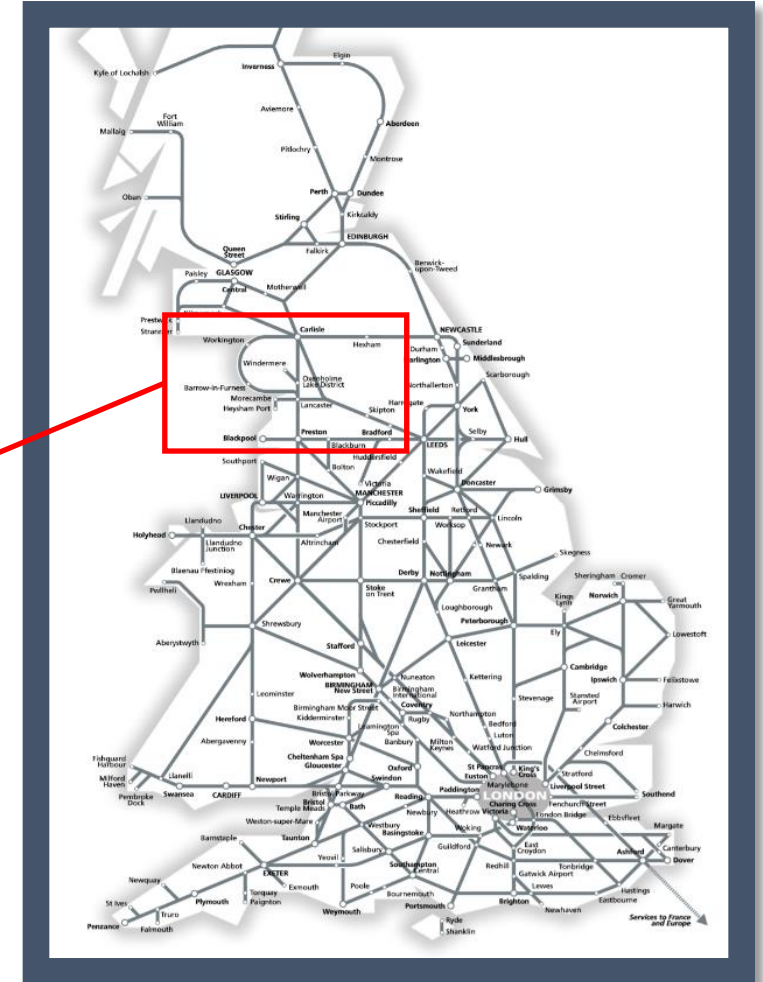 Elgin
Inverness
Kyle of Lochalsh
Aviemore
Fort
William
Mallaig
Aberdeen
Pitlochry
Montrose
Perth
Dundee
Oban
Kirkcaldy
Stirling
EDINBURGH
Queen
Street
Falkirk
Berwick-
upon-Tweed
Paisley
GLASGOW
Central
Motherwell
Carlisle
NEWCASTLE
Workington
Hexham
Durham
Sunderland
Middlesbrough
Windermere
Oxenholme
Lake District
Northallerton
Scarborough
Barrow-in-Furness
Morecambe
Heysham Port
Lancaster
Skipton
York
Blackpool
Preston
Bradford
Selby
Hull
Blackburn
LEEDS
Huddersfield
Southport
Bolton
Wakefield
Wigan
Victoria
Doncaster
LIVERPOOL
Warrington
MANCHESTER
Piccadilly
Grimsby
Manchester
Airport
Sheffield
Retford
Llandudno
Stockport
Worksop
Lincoln
Holyhead
Chester
Llandudno
Junction
Altrincham
Chesterfield
Newark
Skegness
Blaenau Ffestiniog
Derby
Nottingham
Pwllheli
Wrexham
Crewe
Stoke
on Trent
Grantham
Spalding
Sheringham
Cromer
Kings
Lynn
Norwich
Great
Yarmouth
Loughborough
Peterborough
Shrewsbury
Ely
Lowestoft
Aberystwyth
Stafford
Leicester
Wolverhampton
Nuneaton
Cambridge
BIRMINGHAM
New Street
Birmingham
International
Kettering
Ipswich
Felixstowe
Leominster
Coventry
Stevenage
Stansted
Airport
Harwich
Birmingham Moor Street
Kidderminster
Rugby
Northampton
Hereford
Leamington
Spa
Bedford
Colchester
Worcester
Banbury
Milton
Keynes
Luton
Abergavenny
Watford Junction
Chelmsford
Cheltenham Spa
Gloucester
Oxford
St Pancras
King's
Cross
Fishguard
Harbour
Euston
Stratford
Milford
Haven
Llanelli
Newport
Swindon
Marylebone
Liverpool Street
Paddington
LONDON
Pembroke
Dock
Swansea
CARDIFF
Bristol Parkway
Reading
Southend
Bristol
Temple Meads
Bath
Newbury
Heathrow
Victoria
Charing Cross
Fenchurch Street
London Bridge
Ebbsfleet
Weston-super-Mare
Westbury
Basingstoke
Woking
Waterloo
Margate
Barnstaple
Taunton
Salisbury
Guildford
East
Croydon
Canterbury
Yeovil
Southampton
Central
Redhill
Tonbridge
Ashford
Dover
Newton Abbot
EXETER
Gatwick Airport
Newquay
Exmouth
Poole
Bournemouth
Lewes
Hastings
St Ives
Plymouth
Torquay
Paignton
Weymouth
Portsmouth
Brighton
Eastbourne
Newhaven
Truro
Penzance
Falmouth
Ryde
Shanklin
Services to France
and Europe